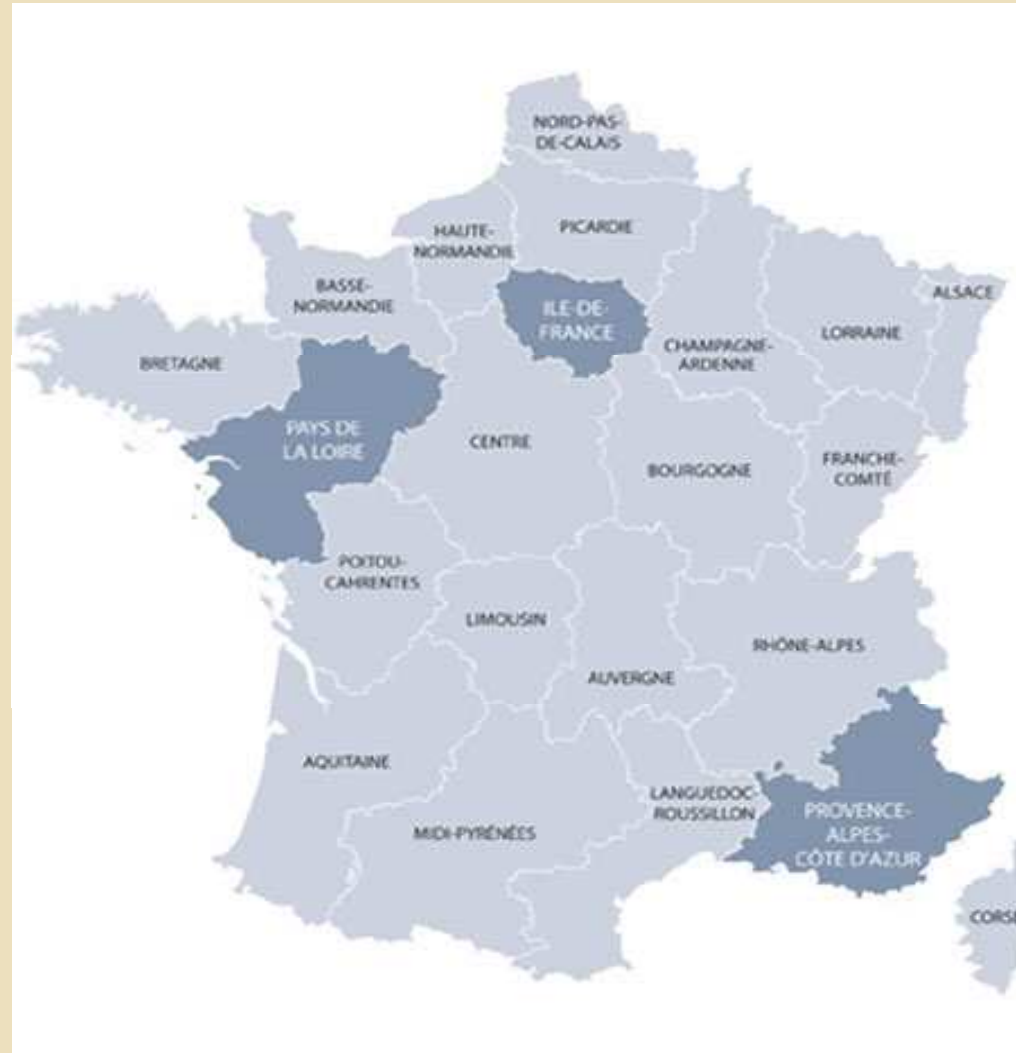 NORD-PAS-
DE-CALAIS
PICARDIE
HAUTE-
NORMANDIE
BASSE-
NORMANDIE
ILE-DE-
FRANCE
ALSACE
LORRAINE
CHAMPAGNE-
ARDENNE
BRETAGNE
PAYS DE
LA LOIRE
CENTRE
BOURGOGNE
FRANCHE-
COMTÉ
POITOU-
CAHRENTES
LIMOUSIN
RHÔNE-ALPES
AUVERGNE
AQUITAINE
LANGUEDOC-
ROUSSILLON
PROVENCE-
ALPES-
CÔTE D'AZUR
MIDI-PYRÉNÉES
CORSE